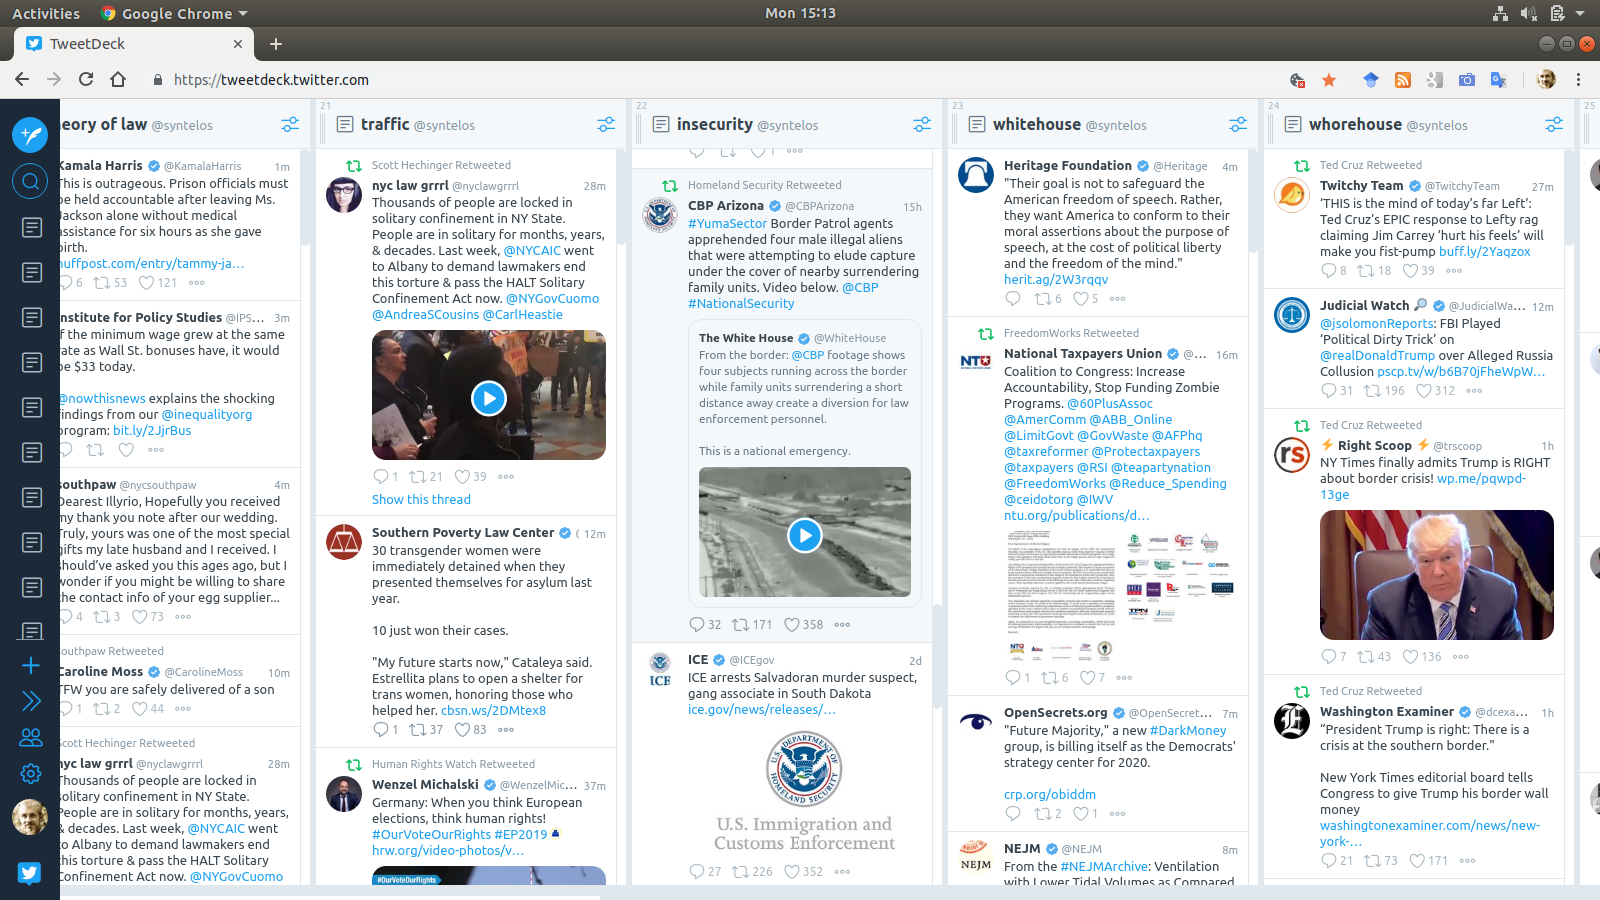 Activities
Google Chrome
Mon 15:13
TweetDeck
https://tweetdeck.twitter.com
eory of law @syntelos
Kamala Harris @KamalaHarris 1m
This is outrageous. Prison officials must
be held accountable after leaving Ms.
Jackson alone without medical
assistance for six hours as she gave
birth.
huffpost.com/entry/tammy-ja…
6 53 121
Institute for Policy Studies @IPS… 3m
If the minimum wage grew at the same
rate as Wall St. bonuses have, it would
be $33 today.
@nowthisnews explains the shocking
findings from our @inequalityorg
program: bit.ly/2JjrBus
southpaw @nycsouthpaw 4m
Dearest Illyrio, Hopefully you received
my thank you note after our wedding.
Truly, yours was one of the most special
gifts my late husband and I received. I
should've asked you this ages ago, but I
wonder if you might be willing to share
the contact info of your egg supplier…
4 3 73
southpaw Retweeted
Caroline Moss @CarolineMoss 10m
TFW you are safely delivered of a son
1 2 44
Scott Hechinger Retweeted
nyc law grrrl @nyclawgrrrl 28m
Thousands of people are locked in
solitary confinement in NY State.
People are in solitary for months, years,
& decades. Last week, @NYCAIC went
to Albany to demand lawmakers end
this torture & pass the HALT Solitary
Confinement Act now. @NYGovCuomo
21
traffic @syntelos
Scott Hechinger Retweeted
nyc law grrrl @nyclawgrrrl 28m
Thousands of people are locked in
solitary confinement in NY State.
People are in solitary for months, years,
& decades. Last week, @NYCAIC went
to Albany to demand lawmakers end
this torture & pass the HALT Solitary
Confinement Act now. @NYGovCuomo
@AndreaSCousins @CarlHeastie
1 21 39
Show this thread
Southern Poverty Law Center ( 12m
30 transgender women were
immediately detained when they
presented themselves for asylum last
year.
10 just won their cases.
"My future starts now," Cataleya said.
Estrellita plans to open a shelter for
trans women, honoring those who
helped her. cbsn.ws/2DMtex8
1 37 83
Human Rights Watch Retweeted
Wenzel Michalski @WenzelMic… 37m
Germany: When you think European
elections, think human rights!
#OurVoteOurRights #EP2019
hrw.org/video-photos/v…
#OurVoteOurRights
22
insecurity @syntelos
1
Homeland Security Retweeted
CBP Arizona @CBPArizona 15h
#YumaSector Border Patrol agents
apprehended four male illegal aliens
that were attempting to elude capture
under the cover of nearby surrendering
family units. Video below. @CBP
#NationalSecurity
The White House @WhiteHouse
From the border: @CBP footage shows
four subjects running across the border
while family units surrendering a short
distance away create a diversion for law
enforcement personnel.
This is a national emergency.
32 171 358
ICE @ICEgov 2d
ICE
ICE arrests Salvadoran murder suspect,
gang associate in South Dakota
ice.gov/news/releases/…
U.S. DEPARTMENT OF HOMELAND SECURITY
U.S. Immigration and
Customs Enforcement
27 226 352
23
whitehouse @syntelos
Heritage Foundation @Heritage 4m
"Their goal is not to safeguard the
American freedom of speech. Rather,
they want America to conform to their
moral assertions about the purpose of
speech, at the cost of political liberty
and the freedom of the mind."
herit.ag/2W3rqqv
6 5
FreedomWorks Retweeted
National Taxpayers Union @… 16m
NTU
Coalition to Congress: Increase
Accountability, Stop Funding Zombie
Programs. @60PlusAssoc
@AmerComm @ABB_Online
@LimitGovt @GovWaste @AFPhq
@taxreformer @Protectaxpayers
@taxpayers @RSI @teapartynation
@FreedomWorks @Reduce_Spending
@ceidotorg @IWV
ntu.org/publications/d…
1 6 7
OpenSecrets.org @OpenSecret… 7m
"Future Majority," a new #DarkMoney
group, is billing itself as the Democrats'
strategy center for 2020.
crp.org/obiddm
2 1
NEJM @NEJM 8m
NEJM
From the #NEJMArchive: Ventilation
with Lower Tidal Volumes as Compared
24
whorehouse @syntelos
Ted Cruz Retweeted
Twitchy Team @TwitchyTeam 27m
‘THIS is the mind of today’s far Left’:
Ted Cruz’s EPIC response to Lefty rag
claiming Jim Carrey ‘hurt his feels’ will
make you fist-pump buff.ly/2Yaqzox
8 18 39
Judicial Watch @JudicialWa… 12m
@jsolomonReports: FBI Played
‘Political Dirty Trick’ on
@realDonaldTrump over Alleged Russia
Collusion pscp.tv/w/b6B70jFheWpW…
31 196 312
Ted Cruz Retweeted
⚡ Right Scoop ⚡ @trscoop 1h
rs
NY Times finally admits Trump is RIGHT
about border crisis! wp.me/pqwpd-
13ge
7 43 136
Ted Cruz Retweeted
Washington Examiner @dcexa… 1h
“President Trump is right: There is a
crisis at the southern border."
New York Times editorial board tells
Congress to give Trump his border wall
money
washingtonexaminer.com/news/new-
york-…
21 73 171
25